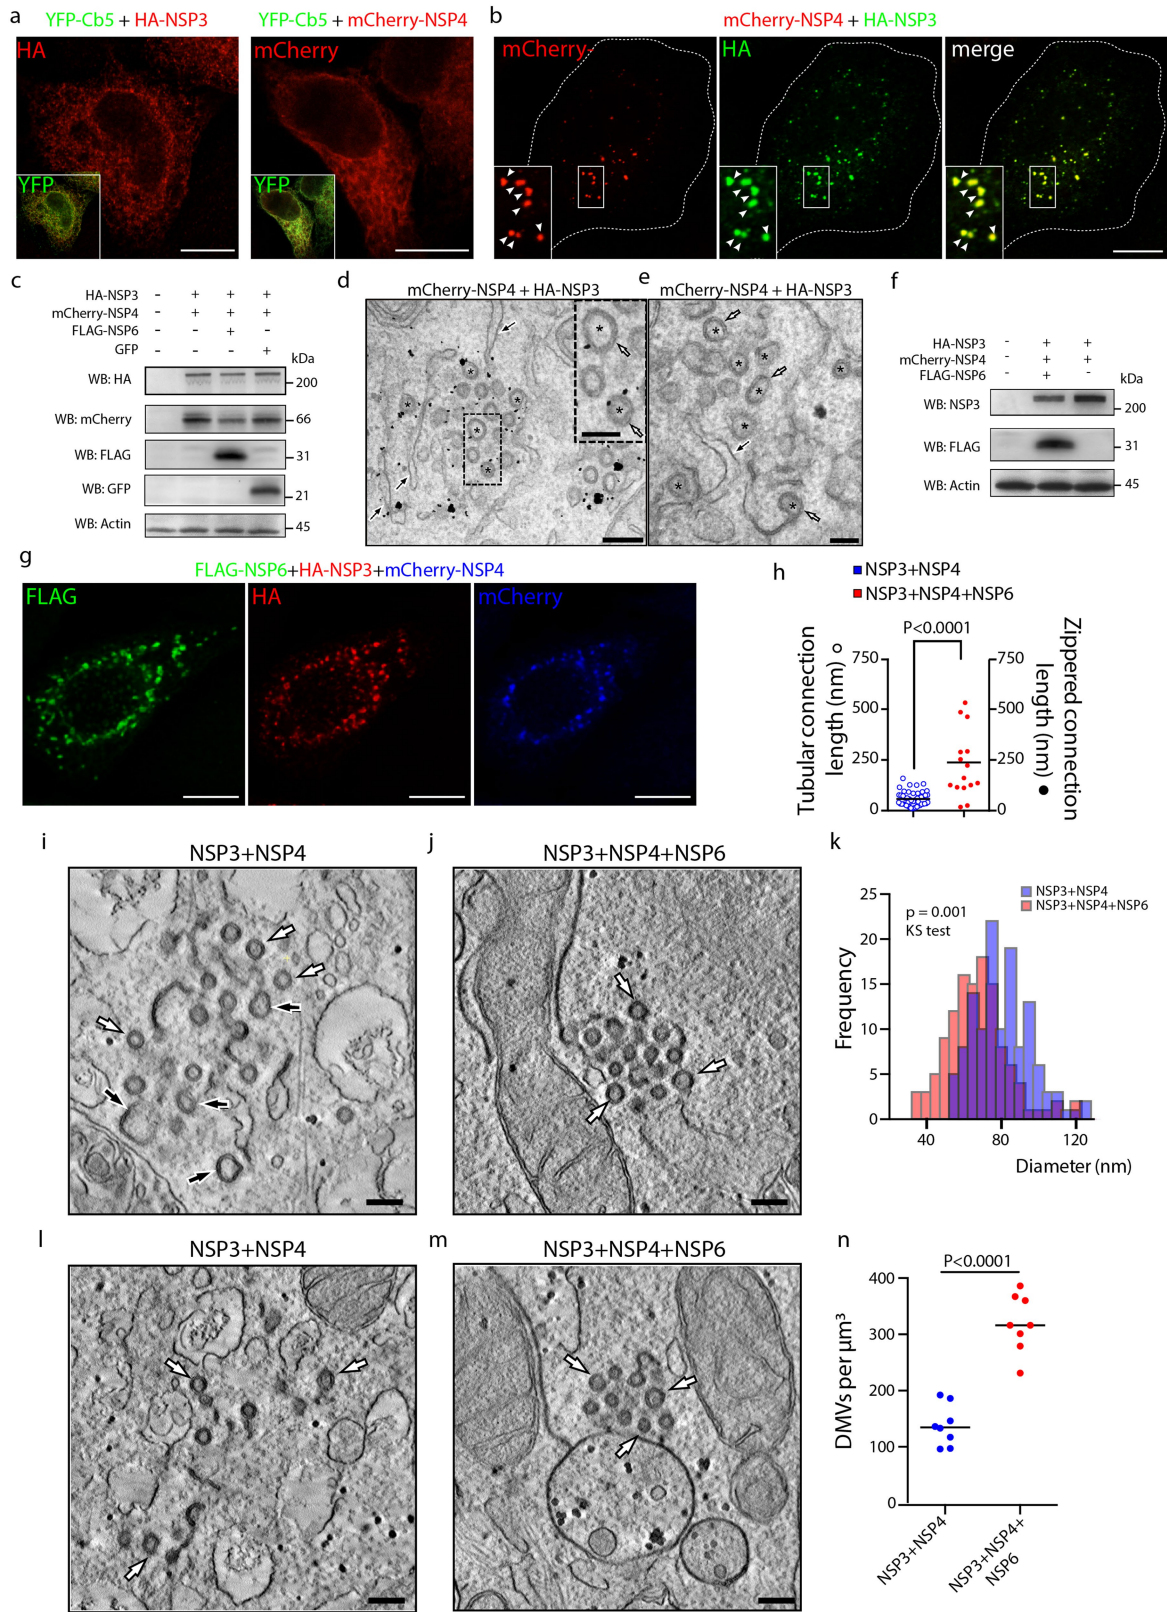 a
YFP-Cb5 + HA-NSP3
YFP-Cb5 + mCherry-NSP4
HA
YFP
mCherry
YFP
b
mCherry-NSP4 + HA-NSP3
mCherry
HA
merge
c
HA-NSP3 - + + +
mCherry-NSP4 - + + +
FLAG-NSP6 - - + -
GFP - - - +
kDa
WB: HA 200
WB: mCherry 66
WB: FLAG 31
WB: GFP 21
WB: Actin 45
d
mCherry-NSP4 + HA-NSP3
* * * * *
* *
e
mCherry-NSP4 + HA-NSP3
* * * * * * * *
f
HA-NSP3 - + +
mCherry-NSP4 - + +
FLAG-NSP6 - +
kDa
WB: NSP3 200
WB: FLAG 31
WB: Actin 45
g
FLAG-NSP6+HA-NSP3+mCherry-NSP4
FLAG
HA
mCherry
h
NSP3+NSP4
NSP3+NSP4+NSP6
P<0.0001
Tubular connection
length (nm)
750
500
250
0
750
500
250
0
Zippered connection
length (nm)
i
NSP3+NSP4
j
NSP3+NSP4+NSP6
k
NSP3+NSP4
NSP3+NSP4+NSP6
p = 0.001
KS test
Frequency
25
20
15
10
5
0
40 80 120
Diameter (nm)
l
NSP3+NSP4
m
NSP3+NSP4+NSP6
n
P<0.0001
DMVs per µm³
400
300
200
100
0
NSP3+NSP4
NSP3+NSP4+
NSP6